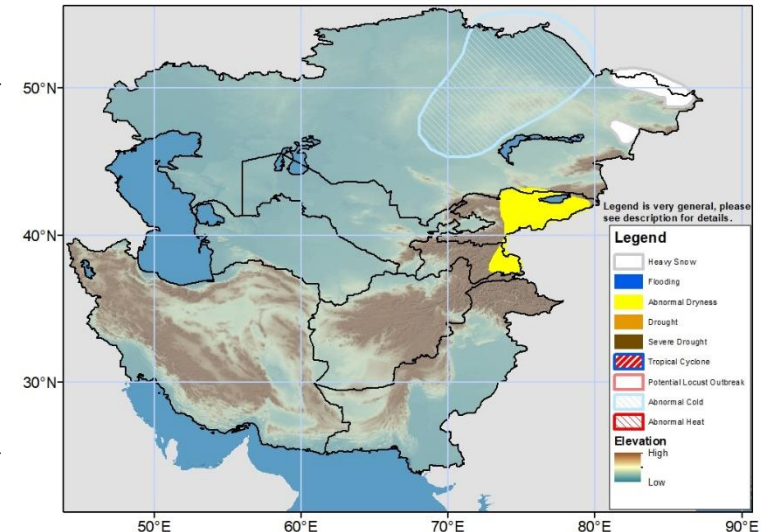 50°N
40°N
30°N
50°E
60°E
70°E
80°E
90°E
Legend is very general, please
see description for details.
Legend
Heavy Snow
Flooding
Abnormal Dryness
Drought
Severe Drought
Tropical Cyclone
Potential Locust Outbreak
Abnormal Cold
Abnormal Heat
Elevation
High
Low